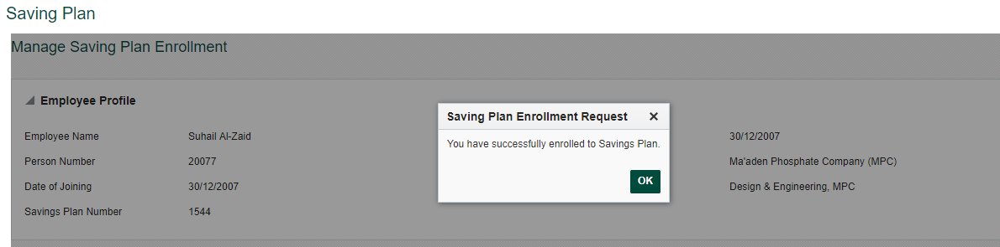 Saving Plan
Manage Saving Plan Enrollment
Employee Profile
Employee Name Suhail Al-Zaid 30/12/2007
Person Number 20077 Ma'aden Phosphate Company (MPC)
Date of Joining 30/12/2007 Design & Engineering, MPC
Savings Plan Number 1544
Saving Plan Enrollment Request
You have successfully enrolled to Savings Plan.
OK